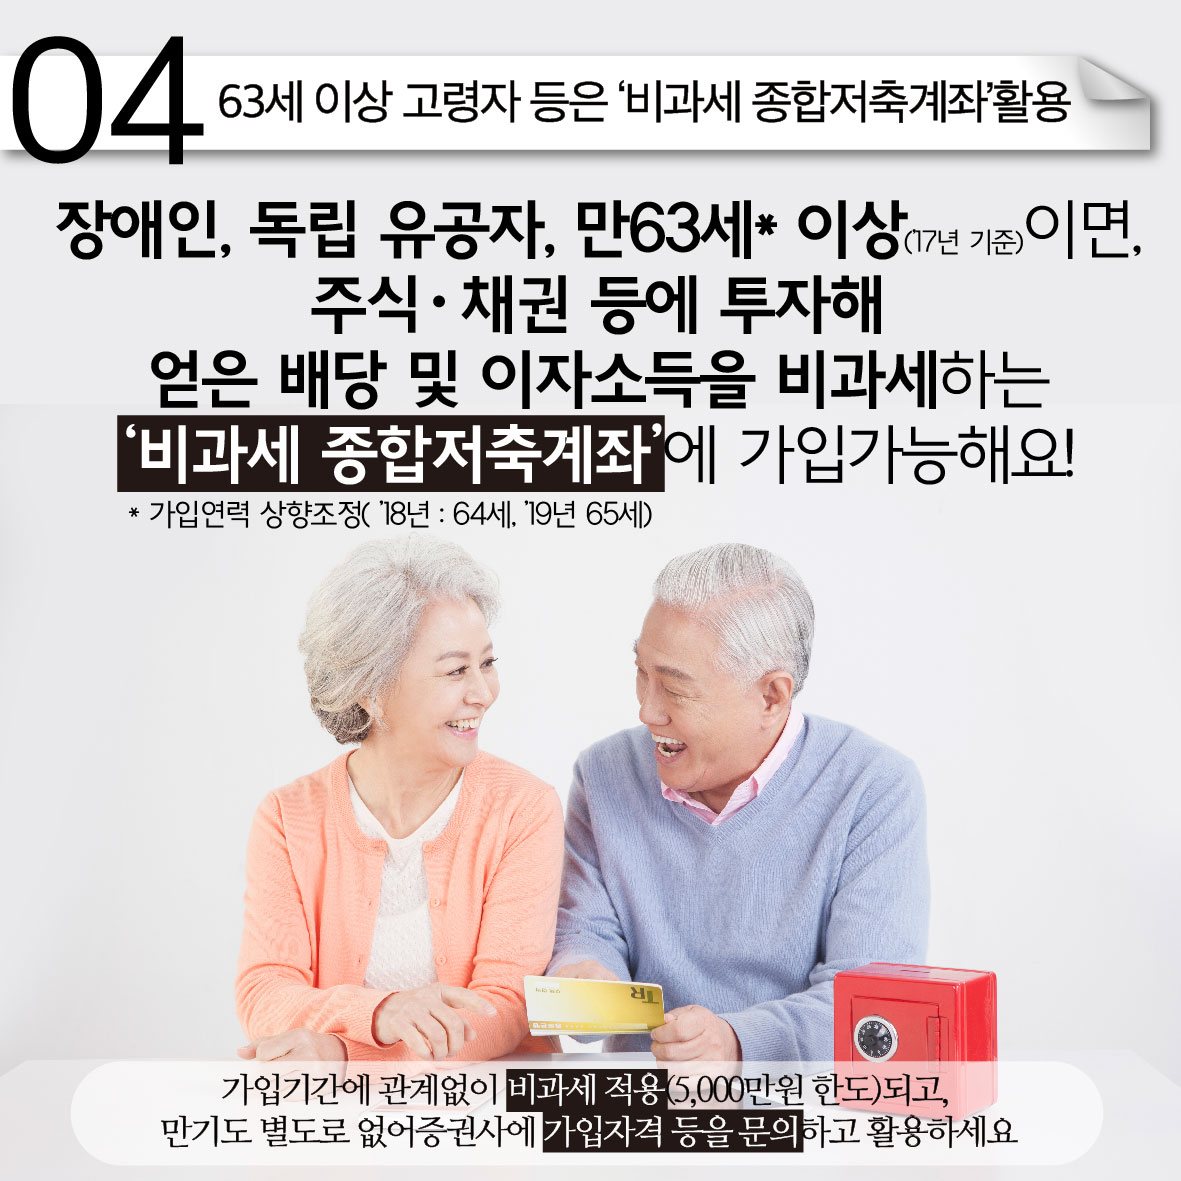 04
63세 이상 고령자 등은 ‘비과세 종합저축계좌’활용
장애인, 독립 유공자, 만63세* 이상('17년 기준)이면,
주식·채권 등에 투자해
얻은 배당 및 이자소득을 비과세하는
‘비과세 종합저축계좌’에 가입가능해요!
* 가입연력 상향조정( '18년 : 64세, '19년 65세)
TR
가입기간에 관계없이 비과세 적용(5,000만원 한도)되고,
만기도 별도로 없어증권사에 가입자격 등을 문의하고 활용하세요